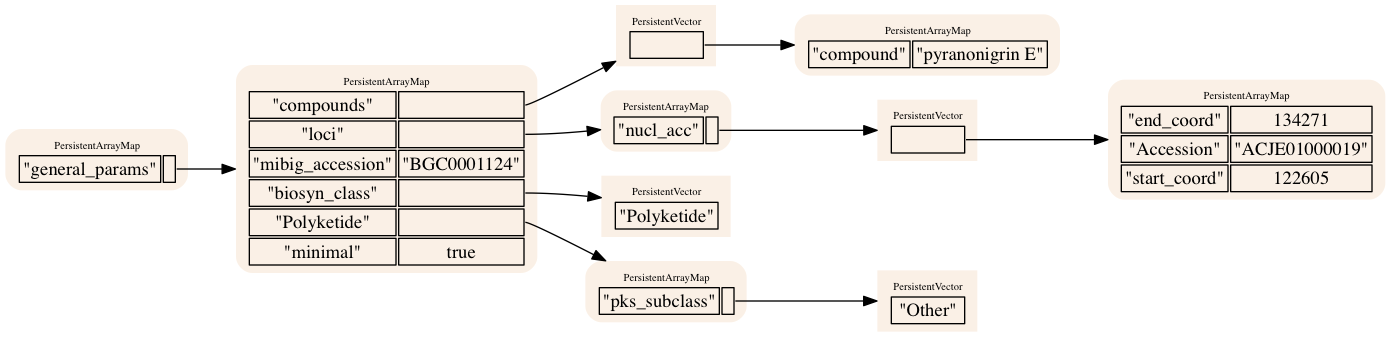 PersistentArrayMap
"general_params"
PersistentArrayMap
"compounds"
"loci"
"mibig_accession" "BGC0001124"
"biosyn_class"
"Polyketide"
"minimal" true
PersistentVector
PersistentArrayMap
"compound" "pyranonigrin E"
PersistentArrayMap
"nucl_acc"
PersistentVector
PersistentArrayMap
"end_coord" 134271
"Accession" "ACJE01000019"
"start_coord" 122605
PersistentVector
"Polyketide"
PersistentArrayMap
"pks_subclass"
PersistentVector
"Other"